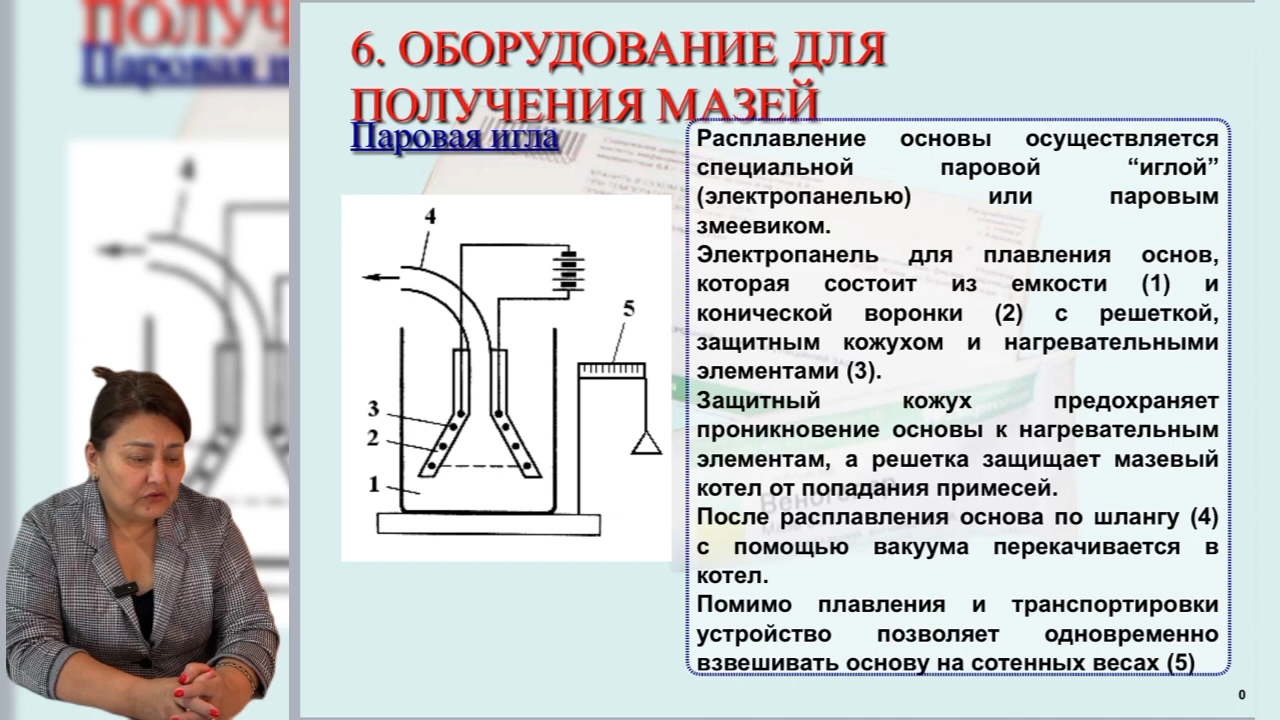 6. ОБОРУДОВАНИЕ ДЛЯ
ПОЛУЧЕНИЯ МАЗЕЙ
Паровая игла
Расплавление основы осуществляется
специальной паровой “иглой”
(электропанелью) или паровым
змеевиком.
Электропанель для плавления основ,
которая состоит из емкости (1) и
конической воронки (2) с решеткой,
защитным кожухом и нагревательными
элементами (3).
Защитный кожух предохраняет
проникновение основы к нагревательным
элементам, а решетка защищает мазевый
котел от попадания примесей.
После расплавления основа по шлангу (4)
с помощью вакуума перекачивается в
котел.
Помимо плавления и транспортировки
устройство позволяет одновременно
взвешивать основу на сотенных весах (5)
4
5
3
2
1
0